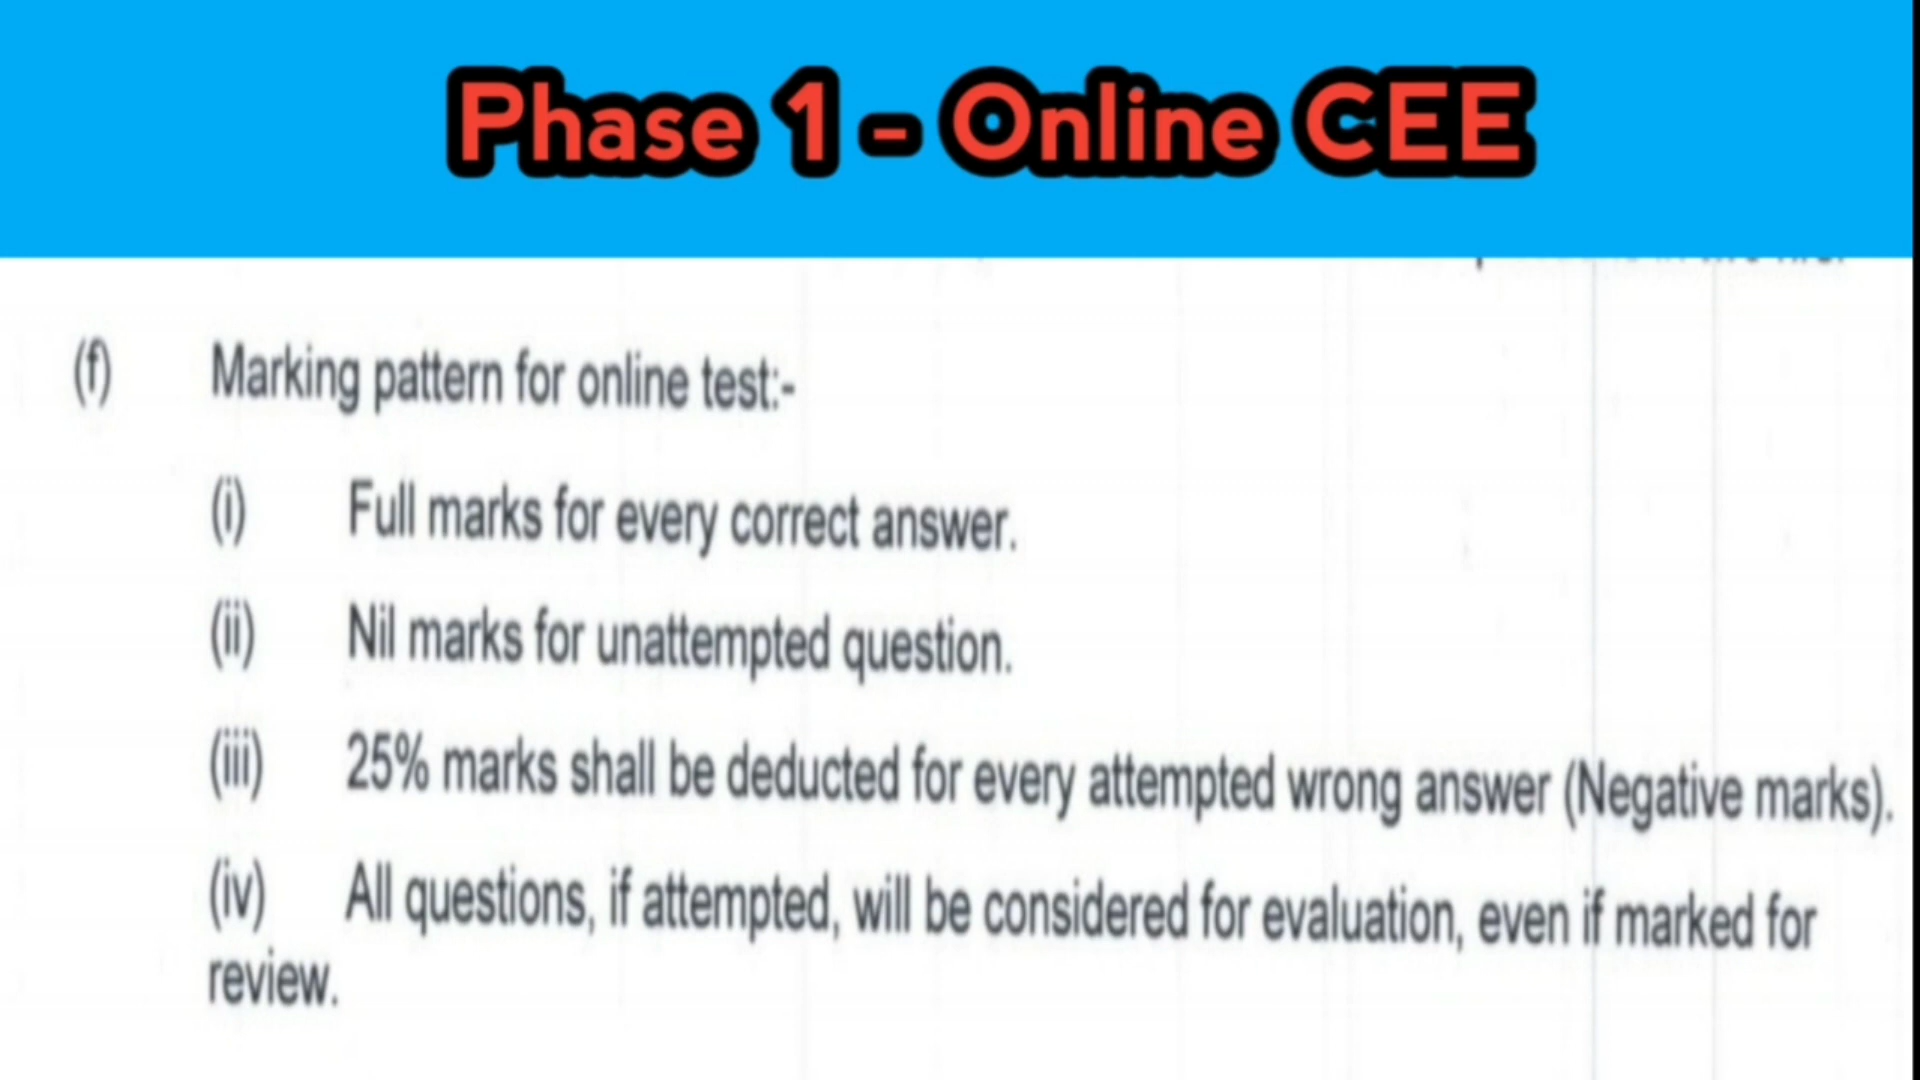 Phase 1 - Online CEE
(f) Marking pattern for online test:-
(i) Full marks for every correct answer.
(ii) Nil marks for unattempted question.
(iii) 25% marks shall be deducted for every attempted wrong answer (Negative marks).
(iv) All questions, if attempted, will be considered for evaluation, even if marked for
review.